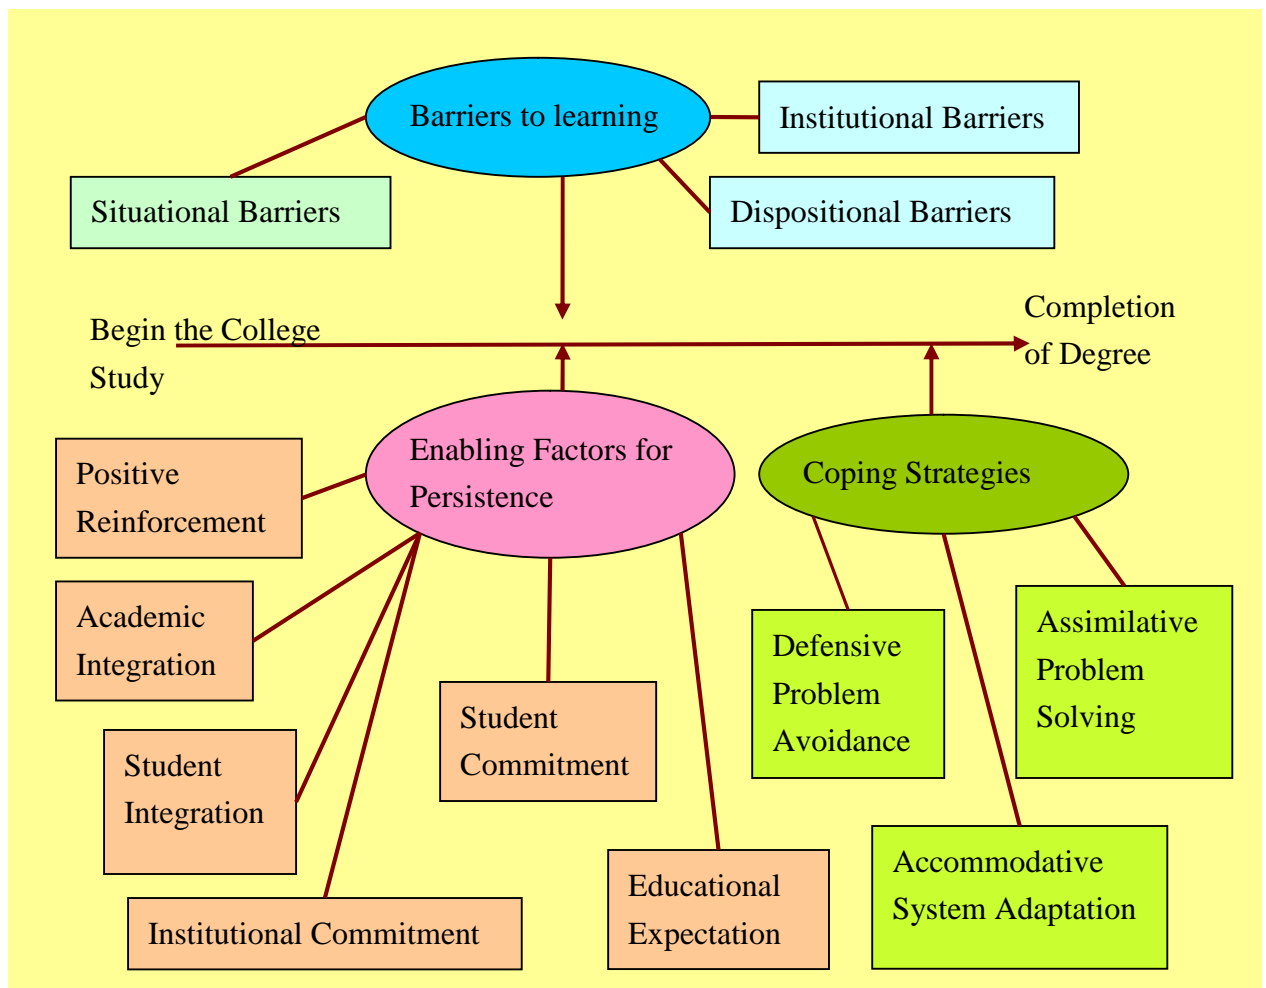 Barriers to learning
Institutional Barriers
Situational Barriers
Dispositional Barriers
Begin the College
Study
Completion
of Degree
Enabling Factors for
Persistence
Coping Strategies
Positive
Reinforcement
Academic
Integration
Student
Integration
Institutional Commitment
Student
Commitment
Educational
Expectation
Defensive
Problem
Avoidance
Assimilative
Problem
Solving
Accommodative
System Adaptation